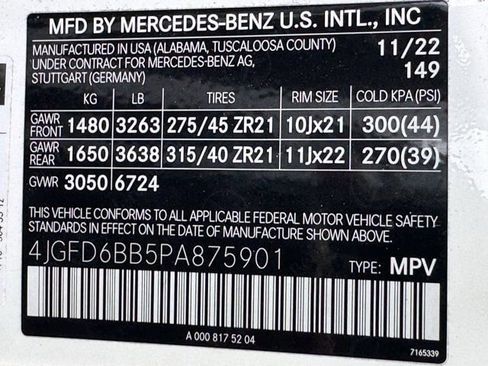 MFD BY MERCEDES-BENZ U.S. INTL., INC
MANUFACTURED IN USA (ALABAMA, TUSCALOOSA COUNTY) 11/22
UNDER CONTRACT FOR MERCEDES-BENZ AG, 149
STUTTGART (GERMANY)
KG LB TIRES RIM SIZE COLD KPA (PSI)
GAWR FRONT 1480 3263 275/45 ZR21 10Jx21 300(44)
GAWR REAR 1650 3638 315/40 ZR21 11Jx22 270(39)
GVWR 3050 6724
THIS VEHICLE CONFORMS TO ALL APPLICABLE FEDERAL MOTOR VEHICLE SAFETY
STANDARDS IN EFFECT ON THE DATE OF MANUFACTURE SHOWN ABOVE.
4JGFD6BB5PA875901 TYPE: MPV
A 000 817 52 04
7165339